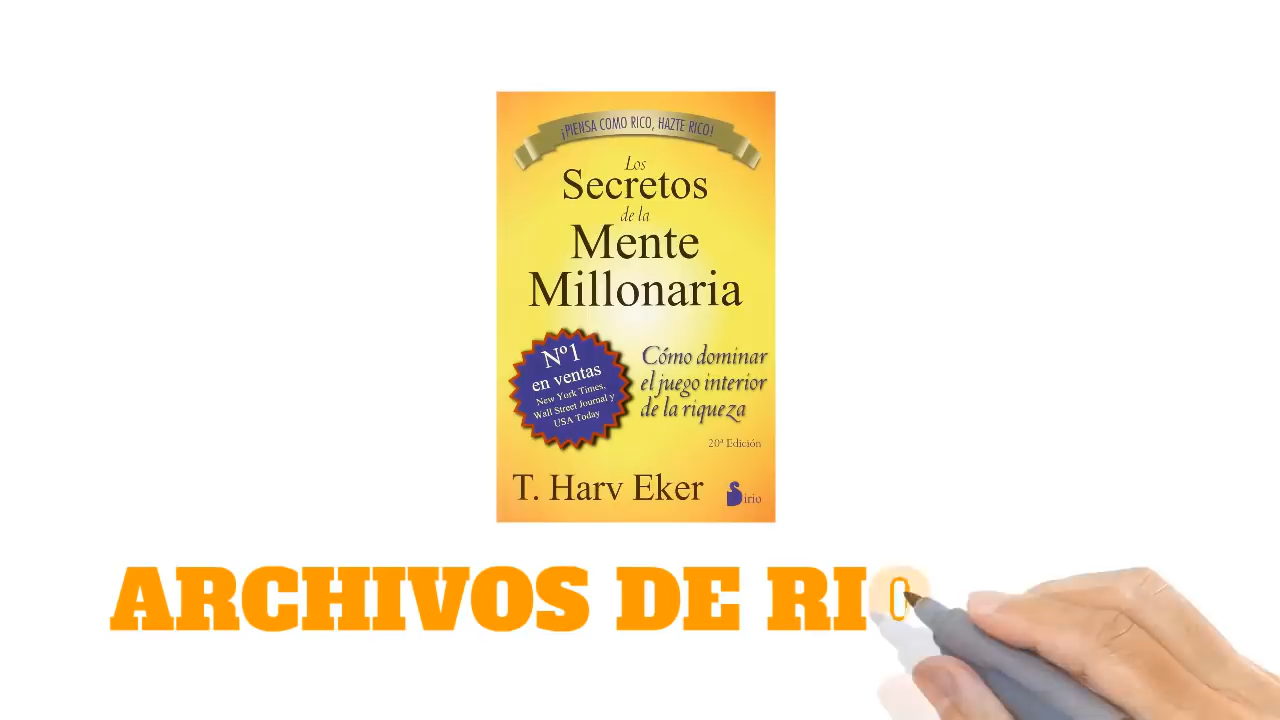 ¡PIENSA COMO RICO, HAZTE RICO!
Los
Secretos
de la
Mente
Millonaria
Nº1
en ventas
New York Times,
Wall Street Journal y
USA Today
Cómo dominar
el juego interior
de la riqueza
20ª Edición
T. Harv Eker
Sirio
ARCHIVOS DE RI